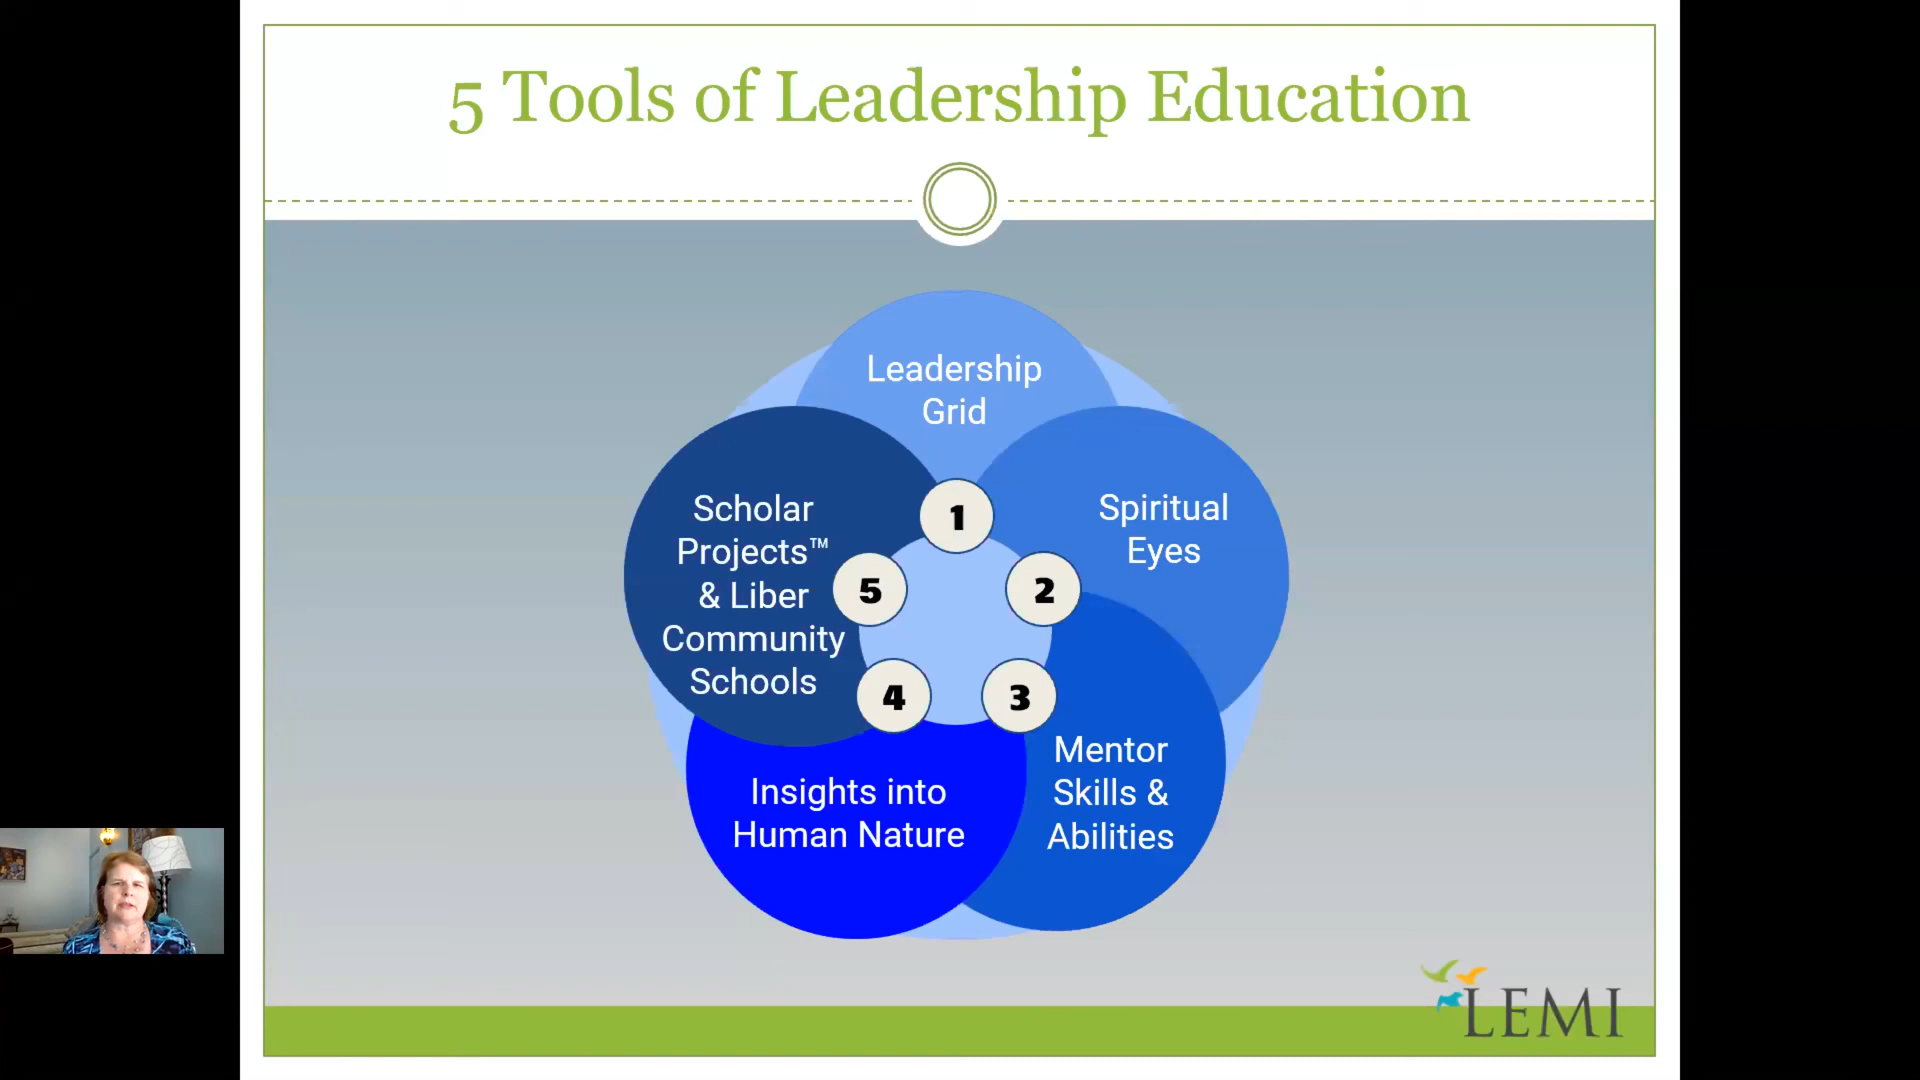 5 Tools of Leadership Education
Leadership
Grid
1
Spiritual
Eyes
2
Mentor
Skills &
Abilities
3
Insights into
Human Nature
4
Scholar
Projects™
& Liber
Community
Schools
5
LEMI